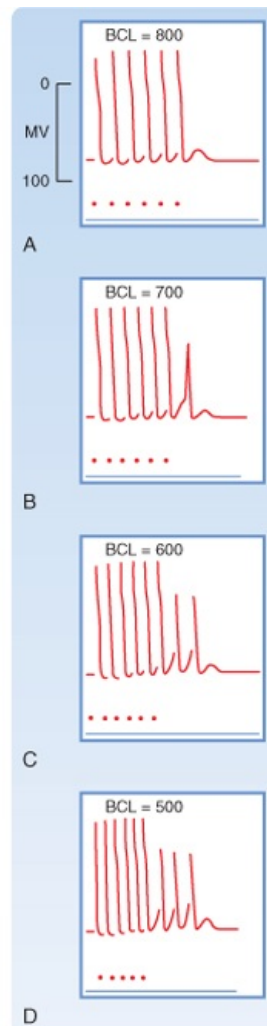 BCL = 800
0
MV
100
A
BCL = 700
B
BCL = 600
C
BCL = 500
D